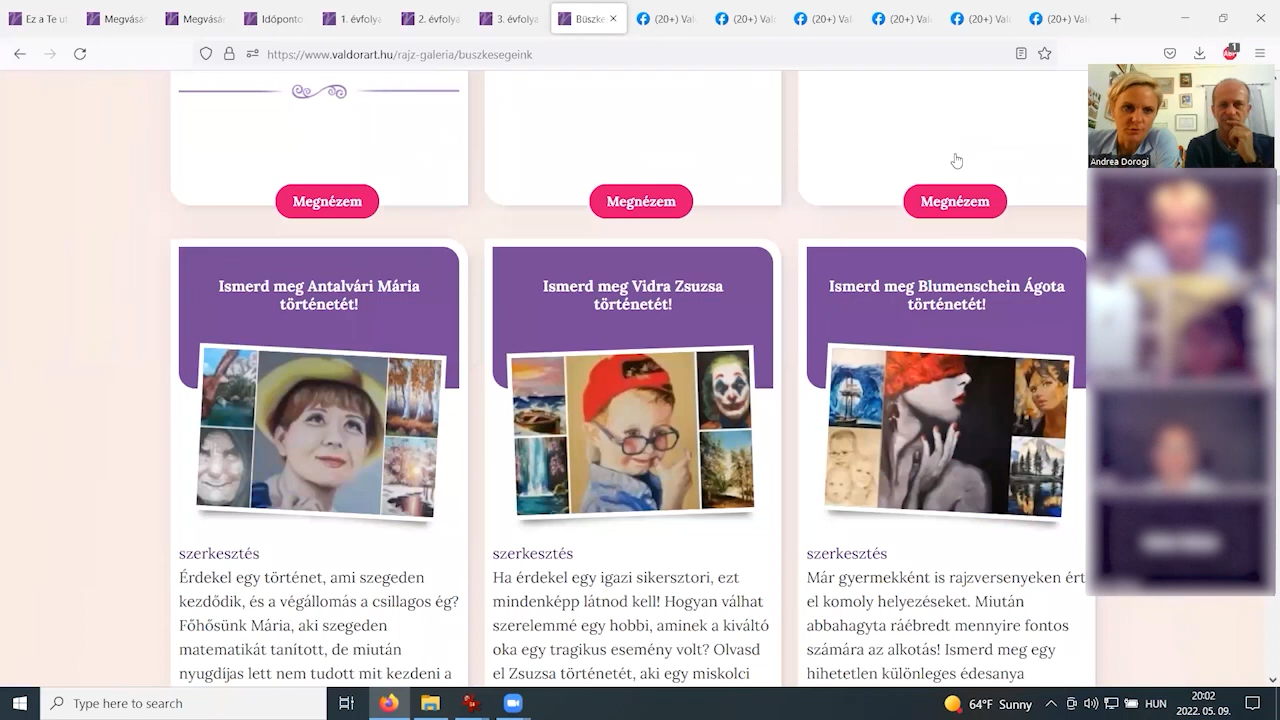 Ez a Te u
Megvásár
Megvásár
Időponto
1. évfolya
2. évfolya
3. évfolya
Büszke
(20+) Val
(20+) Val
(20+) Val
(20+) Val
(20+) Val
(20+) Val
https://www.valdorart.hu/rajz-galeria/buszkesegeink
1
Andrea Dorogi
Megnézem
Megnézem
Megnézem
Ismerd meg Antalvári Mária
történetét!
Ismerd meg Vidra Zsuzsa
történetét!
Ismerd meg Blumenschein Ágota
történetét!
szerkesztés
Érdekel egy történet, ami szegeden
kezdődik, és a végállomás a csillagos ég?
Főhősünk Mária, aki szegeden
matematikát tanított, de miután
nyugdíjas lett nem tudott mit kezdeni a
szerkesztés
Ha érdekel egy igazi sikersztori, ezt
mindenképp látnod kell! Hogyan válhat
szerelemmé egy hobbi, aminek a kiváltó
oka egy tragikus esemény volt? Olvasd
el Zsuzsa történetét, aki egy miskolci
szerkesztés
Már gyermekként is rajzversenyeken ért
el komoly helyezéseket. Miután
abbahagyta ráébredt mennyire fontos
számára az alkotás! Ismerd meg egy
hihetetlen különleges édesanya
Type here to search
64°F Sunny
HUN
20:02
2022. 05. 09.